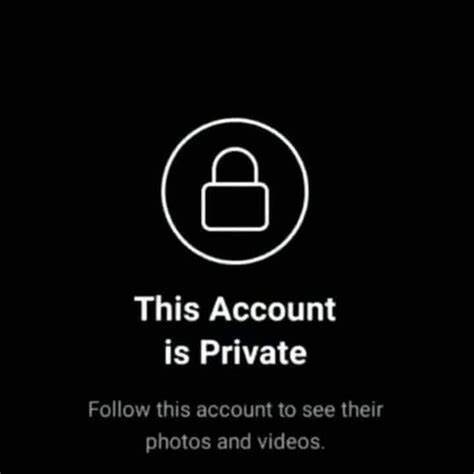 This Account
is Private
Follow this account to see their
photos and videos.